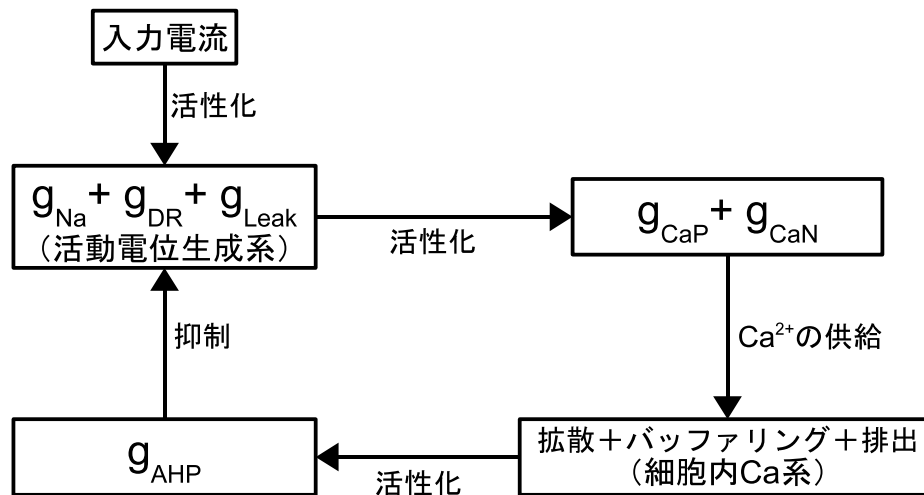 入力電流
活性化
gNa + gDR + gLeak
（活動電位生成系）
活性化
gCaP + gCaN
抑制
Ca²⁺の供給
gAHP
活性化
拡散＋バッファリング＋排出
（細胞内Ca系）